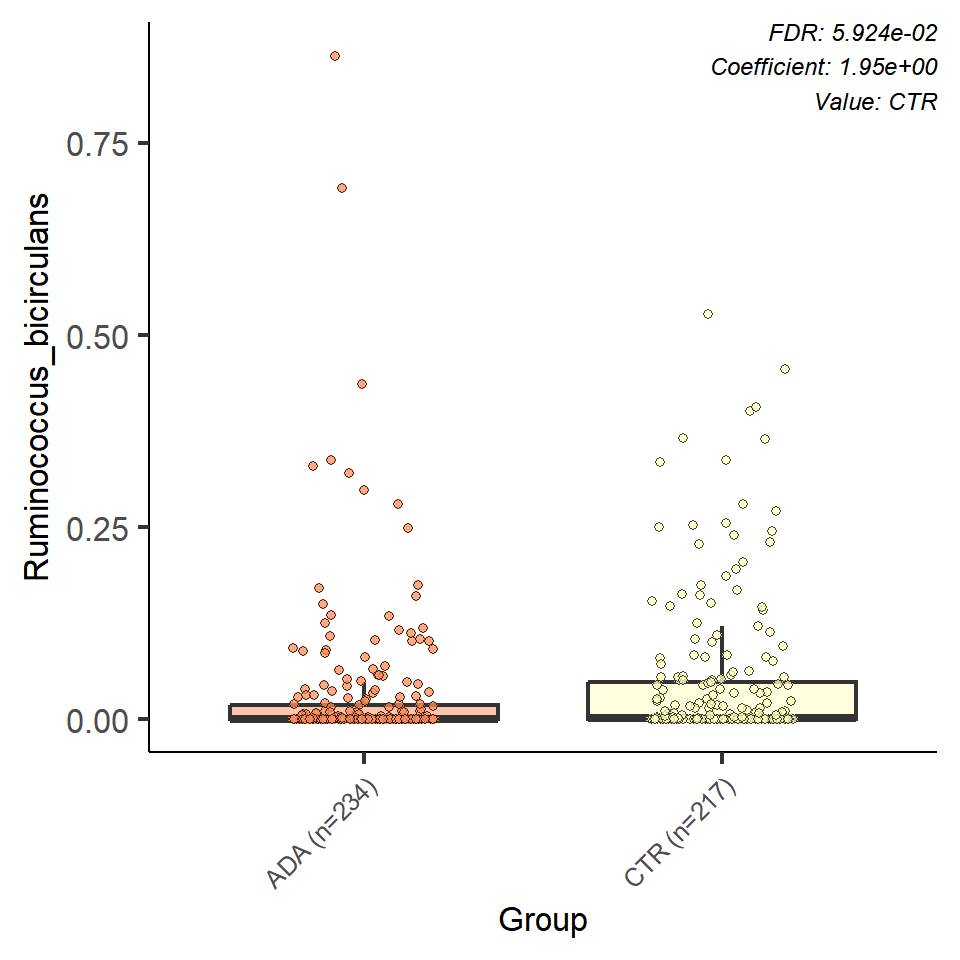 FDR: 5.924e-02
Coefficient: 1.95e+00
Value: CTR
Ruminococcus_bicirculans
0.75
0.50
0.25
0.00
ADA (n=234)
CTR (n=217)
Group